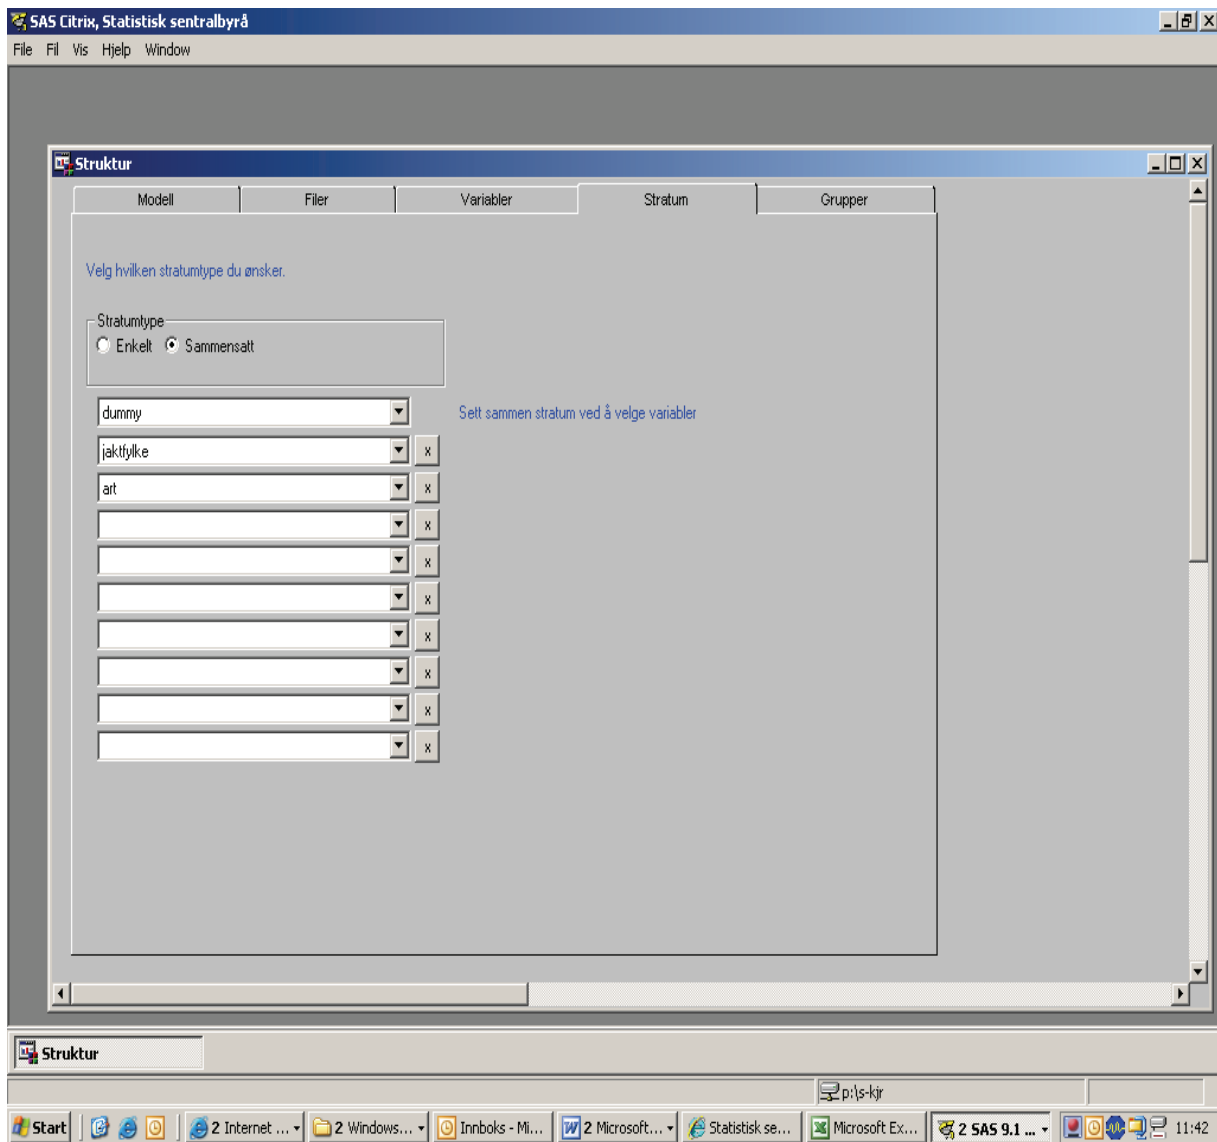 SAS Citrix, Statistisk sentralbyrå
File Fil Vis Hjelp Window
Struktur
Modell Filer Variabler Stratum Grupper
Velg hvilken stratumtype du ønsker.
Stratumtype
Enkelt Sammensatt
dummy Sett sammen stratum ved å velge variabler
jaktfylke x
art x
x
x
x
x
x
x
x
Struktur
p:\s-kjr
Start 2 Internet ... 2 Windows... Innboks - Mi... 2 Microsoft... Statistisk se... Microsoft Ex... 2 SAS 9.1 ... 11:42